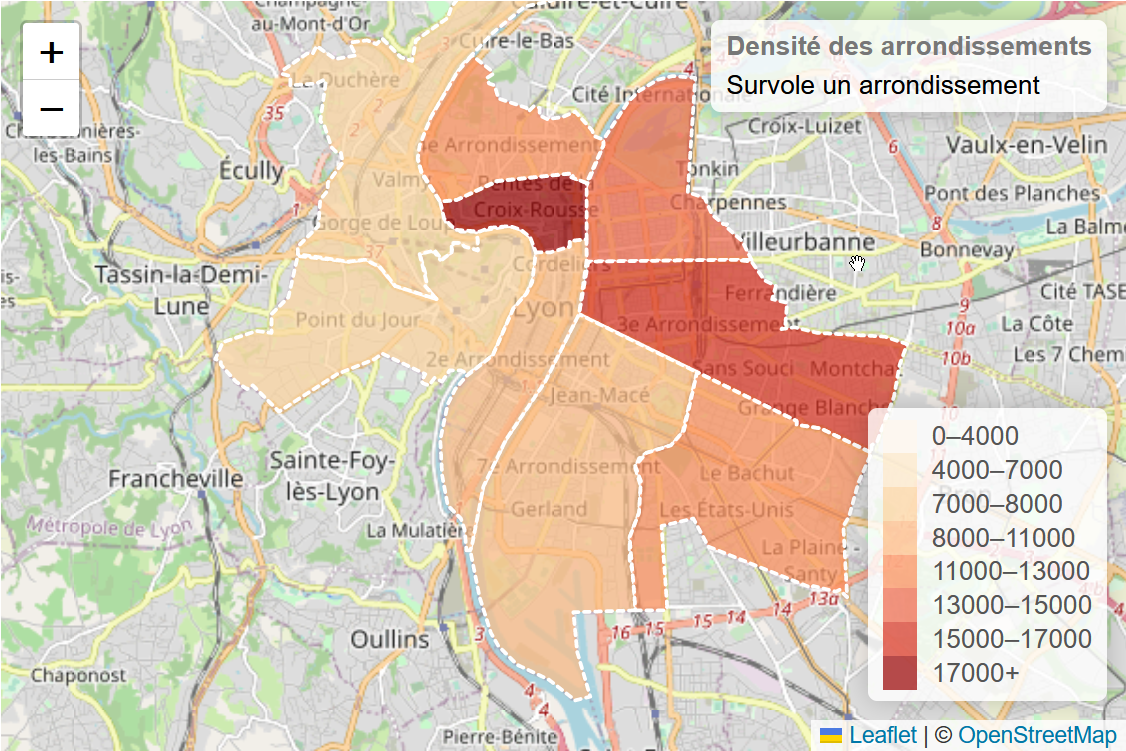 Champagne-
au-Mont-d'Or
Cuire-le-Bas
+
−
Densité des arrondissements
Survole un arrondissement
La Duchère
Cité Internationale
4
35
2
Charbonnières-
les-Bains
Écully
Valmy
1
Gorge de Loup
37
Arrondissement
Pentes de la
Croix-Rousse
Croix-Luizet
6
Vaulx-en-Velin
Tonkin
Charpennes
Pont des Planches
8
La Balme
Villeurbanne
Bonnevay
Cordeliers
Tassin-la-Demi-
Lune
Lyon
Ferrandière
Cité TASE
9
10a
La Côte
Point du Jour
3e Arrondissement
10b
Les 7 Chem
2e Arrondissement
Sans Souci
Montcha
Jean-Macé
Grange Blanche
10
Francheville
Sainte-Foy-
lès-Lyon
7e Arrondissement
Gerland
Le Bachut
Les États-Unis
Métropole de Lyon
La Mulatière
La Plaine -
Santy
13a
14
14
15
15
16
Oullins
3
4
4
Chaponost
Pierre-Bénite
0–4000
4000–7000
7000–8000
8000–11000
11000–13000
13000–15000
15000–17000
17000+
Leaflet | © OpenStreetMap